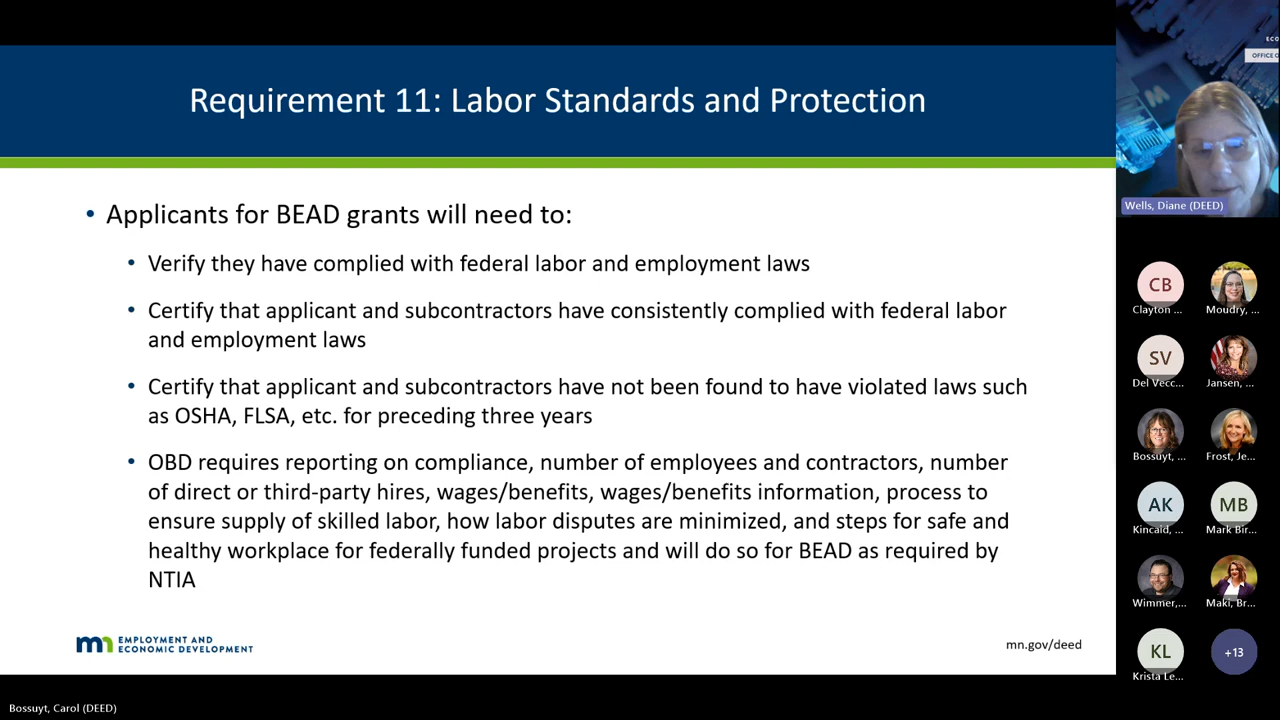 Requirement 11: Labor Standards and Protection
• Applicants for BEAD grants will need to:
• Verify they have complied with federal labor and employment laws
• Certify that applicant and subcontractors have consistently complied with federal labor
and employment laws
• Certify that applicant and subcontractors have not been found to have violated laws such
as OSHA, FLSA, etc. for preceding three years
• OBD requires reporting on compliance, number of employees and contractors, number
of direct or third-party hires, wages/benefits, wages/benefits information, process to
ensure supply of skilled labor, how labor disputes are minimized, and steps for safe and
healthy workplace for federally funded projects and will do so for BEAD as required by
NTIA
mn EMPLOYMENT AND
ECONOMIC DEVELOPMENT
mn.gov/deed
Bossuyt, Carol (DEED)
ECO
OFFICE O
Wells, Diane (DEED)
CB
Clayton ...
Moudry, ...
SV
Del Vecc...
Jansen, ...
Bossuyt, ...
Frost, Je...
AK
Kincaid, ...
MB
Mark Bir...
Wimmer,...
Maki, Br...
KL
Krista Le...
+13